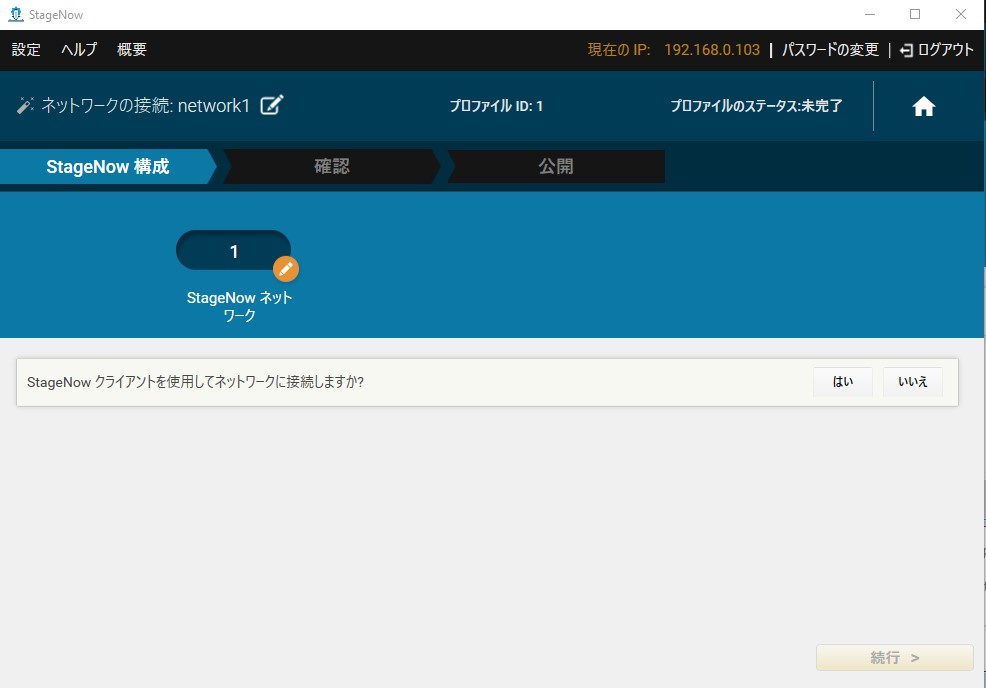 StageNow
設定 ヘルプ 概要 現在の IP: 192.168.0.103 | パスワードの変更 | ログアウト
ネットワークの接続: network1 プロファイル ID: 1 プロファイルのステータス:未完了
StageNow 構成 確認 公開
1
StageNow ネット
ワーク
StageNow クライアントを使用してネットワークに接続しますか? はい いいえ
続行 >